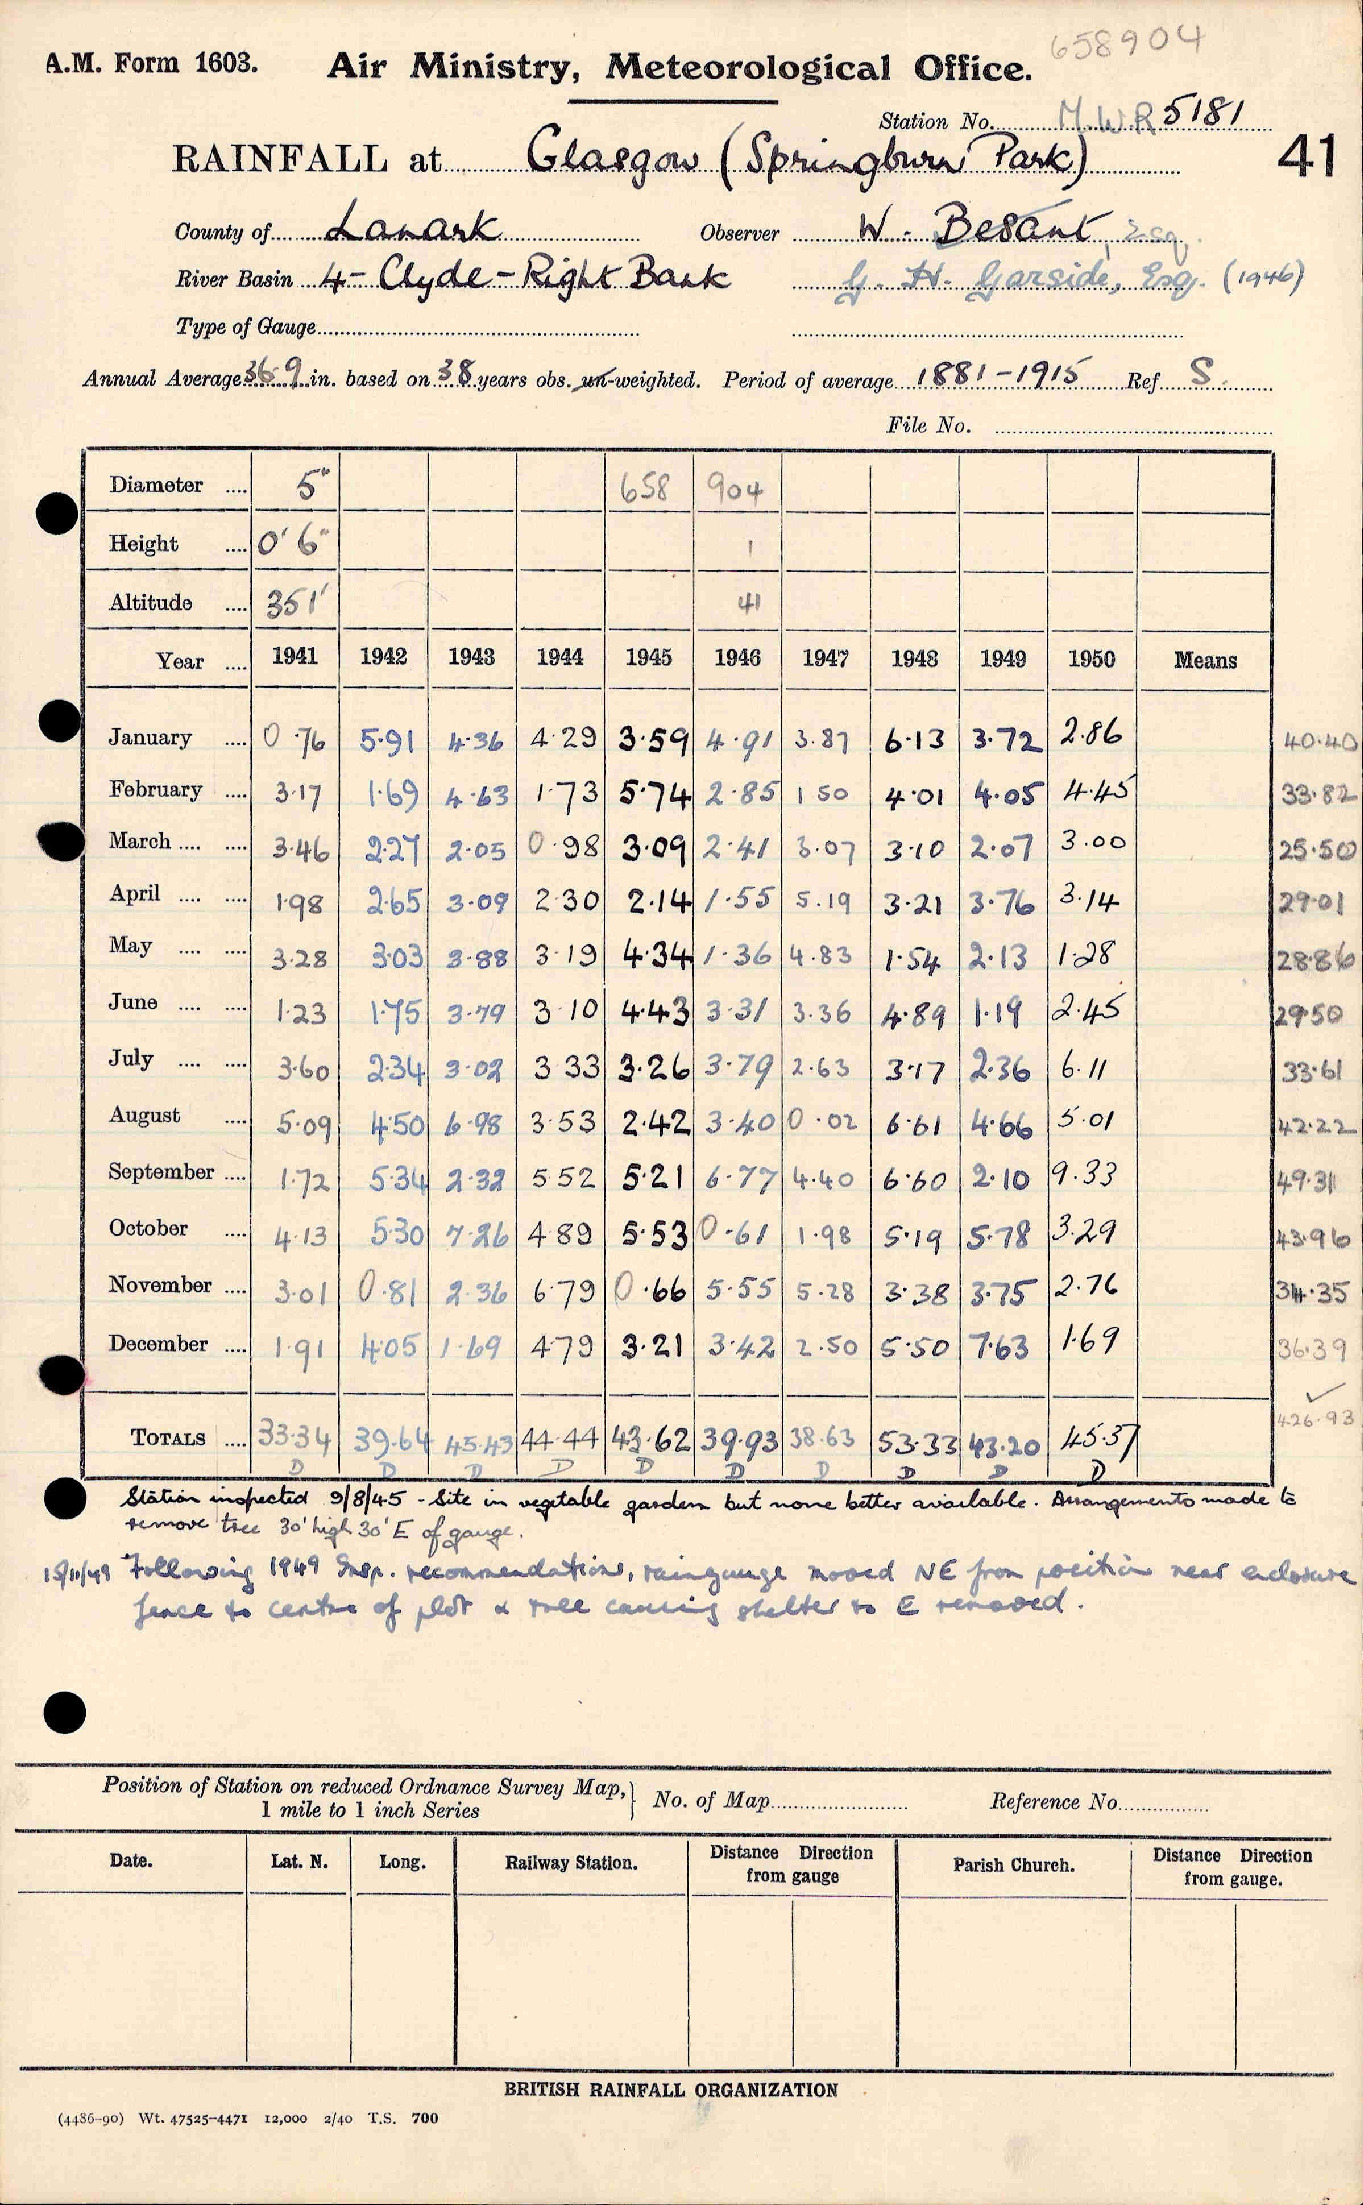 658904
A.M. Form 1603. Air Ministry, Meteorological Office.
Station No. M.W.R 5181
RAINFALL at Glasgow (Springburn Park) 41
County of Lanark Observer W. Besant, Esq.
River Basin 4 - Clyde - Right Bank G. H. Garside, Esq. (1946)
Type of Gauge
Annual Average 36.9 in. based on 38 years obs. un-weighted. Period of average 1881-1915 Ref S.
File No.
Diameter .... 5" 658 904
Height .... 0' 6" 1
Altitude .... 351' 41
Year .... 1941 1942 1943 1944 1945 1946 1947 1948 1949 1950 Means
January .... 0.76 5.91 4.36 4.29 3.59 4.91 3.87 6.13 3.72 2.86 40.40
February .... 3.17 1.69 4.63 1.73 5.74 2.85 1.50 4.01 4.05 4.45 33.82
March .... .... 3.46 2.27 2.05 0.98 3.09 2.41 3.07 3.10 2.07 3.00 25.50
April .... .... 1.98 2.65 3.09 2.30 2.14 1.55 5.19 3.21 3.76 3.14 29.01
May .... .... 3.28 3.03 3.88 3.19 4.34 1.36 4.83 1.54 2.13 1.28 28.86
June .... .... 1.23 1.75 3.79 3.10 4.43 3.31 3.36 4.89 1.19 2.45 29.50
July .... .... 3.60 2.34 3.02 3.33 3.26 3.79 2.63 3.17 2.36 6.11 33.61
August .... 5.09 4.50 6.98 3.53 2.42 3.40 0.02 6.61 4.66 5.01 42.22
September .... 1.72 5.34 2.32 5.52 5.21 6.77 4.40 6.60 2.10 9.33 49.31
October .... 4.13 5.30 7.26 4.89 5.53 0.61 1.98 5.19 5.78 3.29 43.96
November .... 3.01 0.81 2.36 6.79 0.66 5.55 5.28 3.38 3.75 2.76 34.35
December .... 1.91 4.05 1.69 4.79 3.21 3.42 2.50 5.50 7.63 1.69 36.39
TOTALS .... 33.34 39.64 45.43 44.44 43.62 39.93 38.63 53.33 43.20 45.37 426.93
D D D D D D D D D D
Station inspected 9/8/45 - Site in vegetable garden but none better available. Arrangements made to
remove tree 30' high 30' E of gauge.
15/11/49 Following 1949 Insp. recommendations, raingauge moved NE from position near enclosure
fence to centre of plot & tree causing shelter to E removed.
Position of Station on reduced Ordnance Survey Map,
1 mile to 1 inch Series
No. of Map Reference No.
Date. Lat. N. Long. Railway Station. Distance Direction from gauge Parish Church. Distance Direction from gauge.
BRITISH RAINFALL ORGANIZATION
(4486-90) Wt. 47525-4471 12,000 2/40 T.S. 700